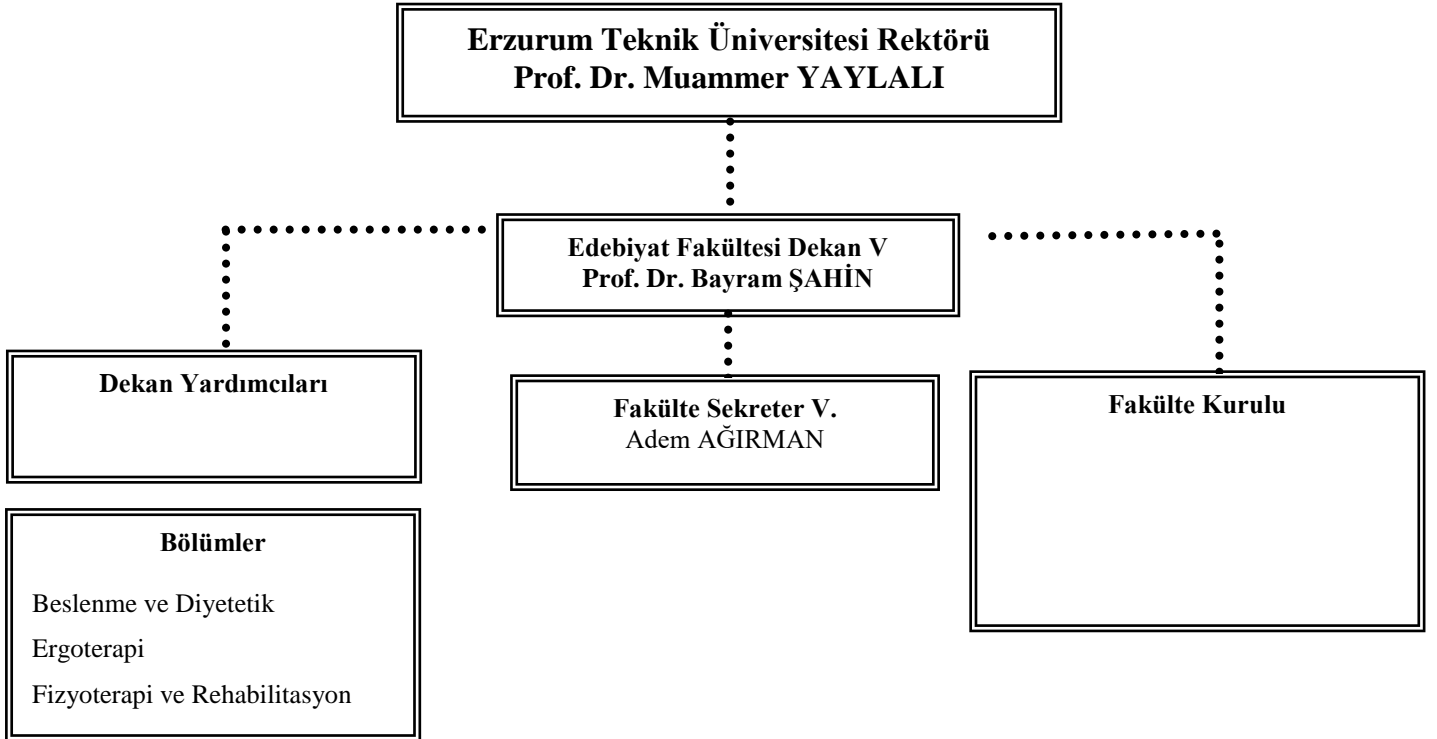 Erzurum Teknik Üniversitesi Rektörü
Prof. Dr. Muammer YAYLALI
Edebiyat Fakültesi Dekan V
Prof. Dr. Bayram ŞAHİN
Dekan Yardımcıları
Fakülte Sekreter V.
Adem AĞIRMAN
Fakülte Kurulu
Bölümler
Beslenme ve Diyetetik
Ergoterapi
Fizyoterapi ve Rehabilitasyon